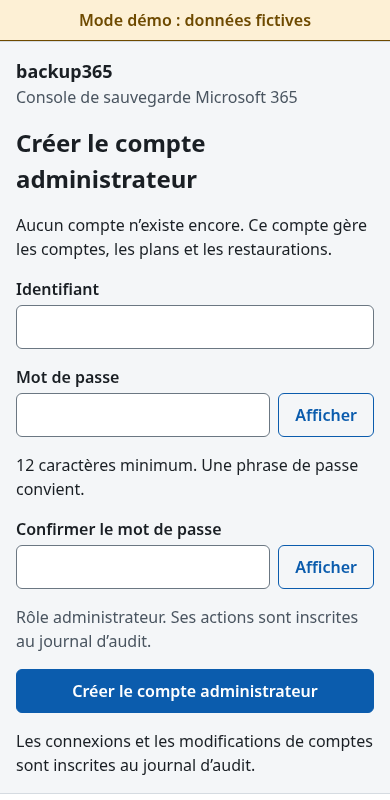 Mode démo : données fictives
backup365
Console de sauvegarde Microsoft 365
Créer le compte
administrateur
Aucun compte n’existe encore. Ce compte gère
les comptes, les plans et les restaurations.
Identifiant
Mot de passe
Afficher
12 caractères minimum. Une phrase de passe
convient.
Confirmer le mot de passe
Afficher
Rôle administrateur. Ses actions sont inscrites
au journal d’audit.
Créer le compte administrateur
Les connexions et les modifications de comptes
sont inscrites au journal d’audit.